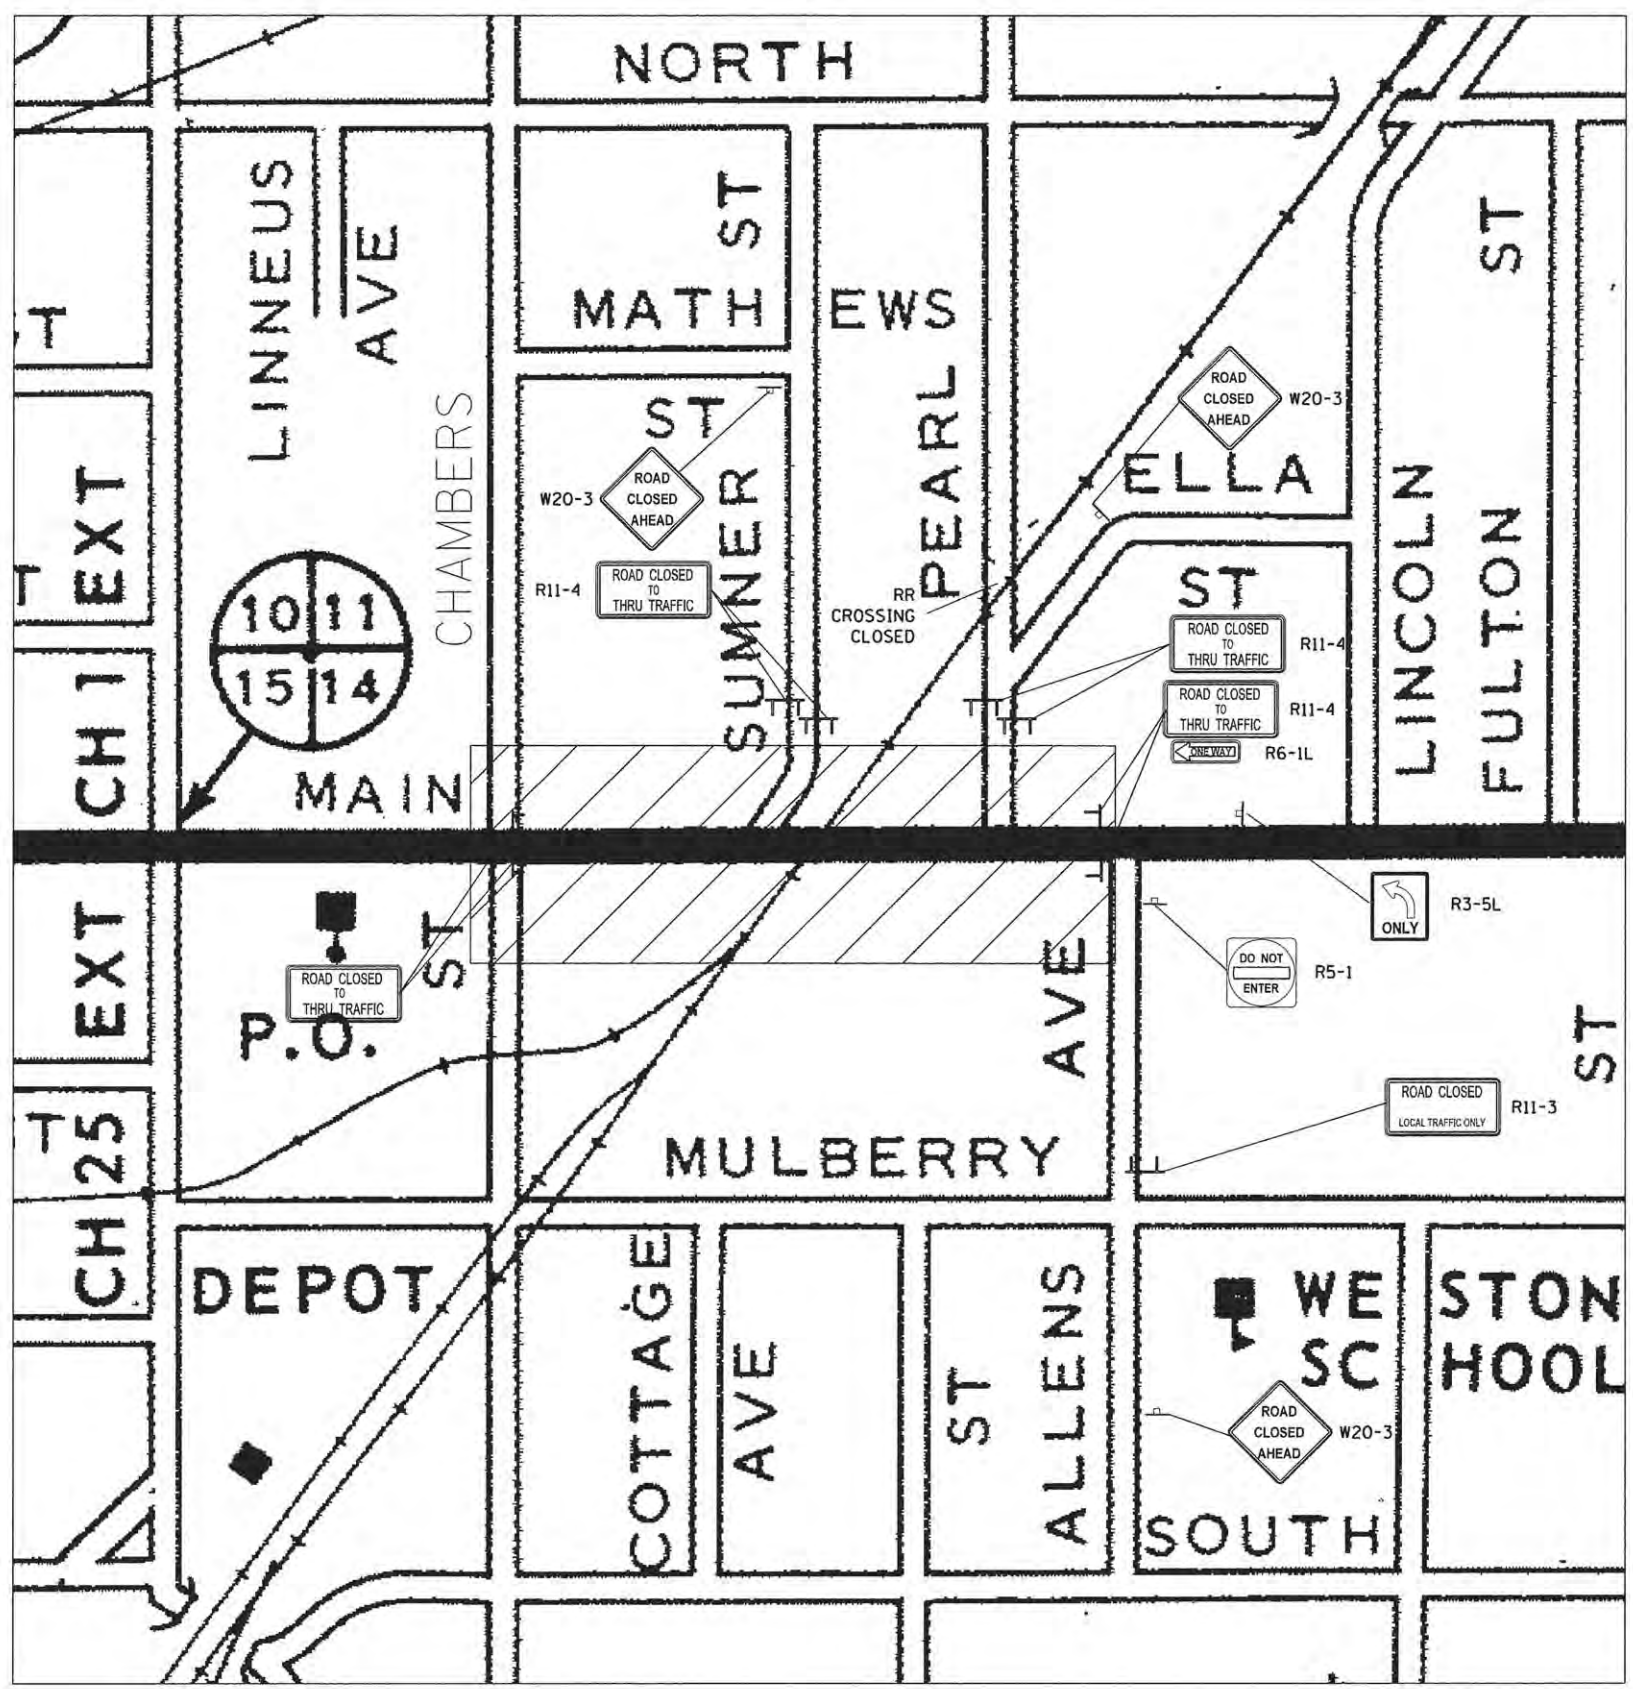 NORTH
LINNEUS
AVE
ST
MATH
EWS
ST
SUMNER
PEARL
CHAMBERS
ROAD
CLOSED
AHEAD
W20-3
ROAD CLOSED
TO
THRU TRAFFIC
R11-4
RR
CROSSING
CLOSED
ROAD
CLOSED
AHEAD
W20-3
ELLA
ST
ROAD CLOSED
TO
THRU TRAFFIC
R11-4
ROAD CLOSED
TO
THRU TRAFFIC
R11-4
ONE WAY
R6-1L
LINCOLN
ST
FULTON
T
T
EXT
CH 1
10 11
15 14
MAIN
EXT
CH 25
T
ST
ROAD CLOSED
TO
THRU TRAFFIC
P.O.
AVE
ONLY
R3-5L
DO NOT
ENTER
R5-1
ST
ROAD CLOSED
LOCAL TRAFFIC ONLY
R11-3
MULBERRY
DEPOT
COTTAGE
AVE
ST
ALLENS
WE STON
SC HOOL
ROAD
CLOSED
AHEAD
W20-3
SOUTH